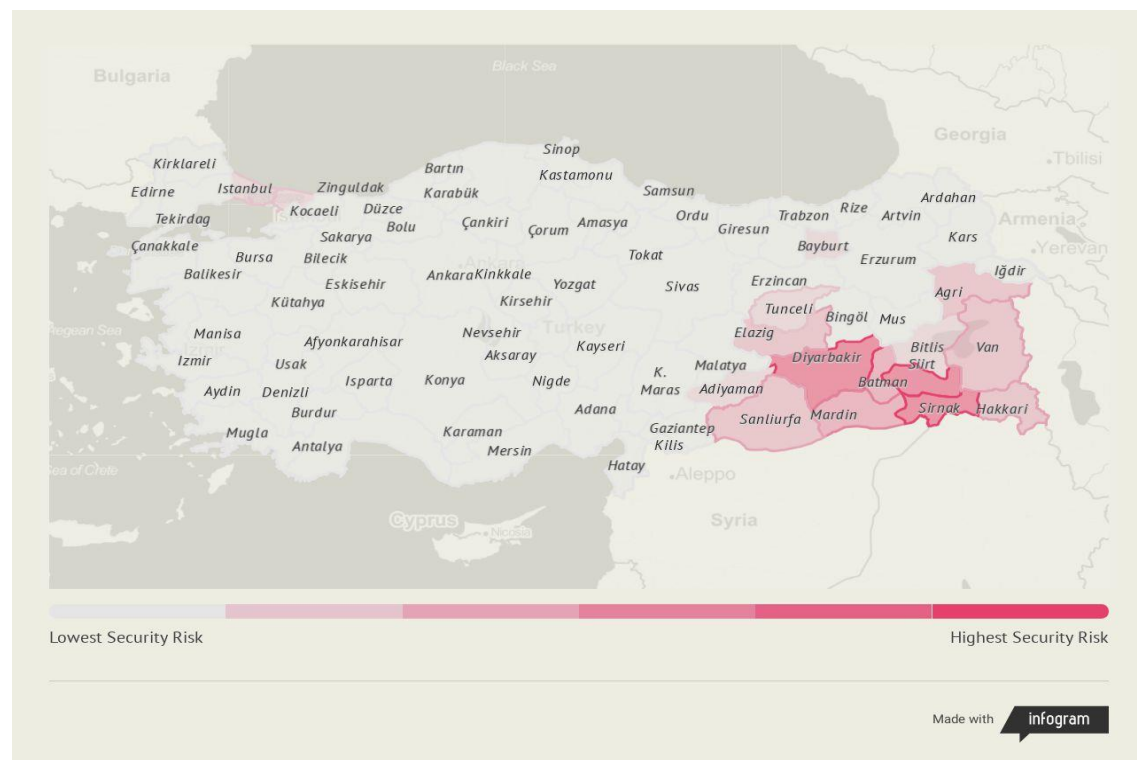 Bulgaria
Black Sea
Georgia
Tbilisi
Armenia
Yerevan
Sinop
Kirklareli
Bartın
Kastamonu
Edirne
Istanbul
Zinguldak
Karabük
Samsun
Ardahan
Tekirdag
Kocaeli
Düzce
Çankiri
Çorum
Amasya
Ordu
Giresun
Trabzon
Rize
Artvin
Bolu
Sakarya
Kars
Çanakkale
Bursa
Bilecik
Tokat
Bayburt
Erzurum
Balikesir
Eskisehir
Ankara
Ankara
Kinkkale
Yozgat
Sivas
Erzincan
Iğdir
Agri
Kütahya
Kirsehir
Tunceli
Bingöl
Mus
Aegean Sea
Manisa
Izmir
Afyonkarahisar
Nevsehir
Turkey
Elazig
Izmir
Usak
Aksaray
Kayseri
Malatya
Diyarbakir
Bitlis
Van
Siirt
Aydin
Denizli
Isparta
Konya
Nigde
K.
Maras
Adiyaman
Batman
Burdur
Adana
Sanliurfa
Mardin
Sirnak
Hakkari
Mugla
Antalya
Karaman
Mersin
Gaziantep
Kilis
Sea of Crete
Hatay
Aleppo
Cyprus
Nicosia
Syria
Lowest Security Risk
Highest Security Risk
Made with
infogram